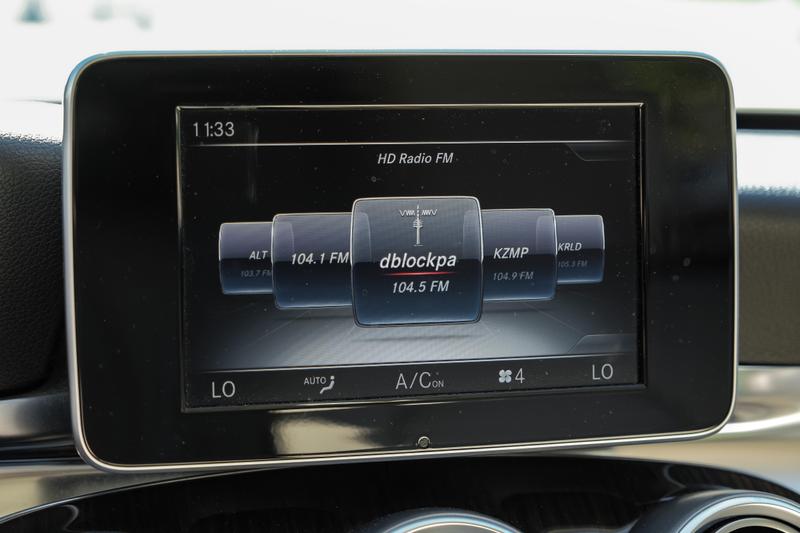 11:33
HD Radio FM
ALT
103.7 FM
104.1 FM
dblockpa
104.5 FM
KZMP
104.9 FM
KRLD
105.3 FM
LO
AUTO
A/C ON
4
LO